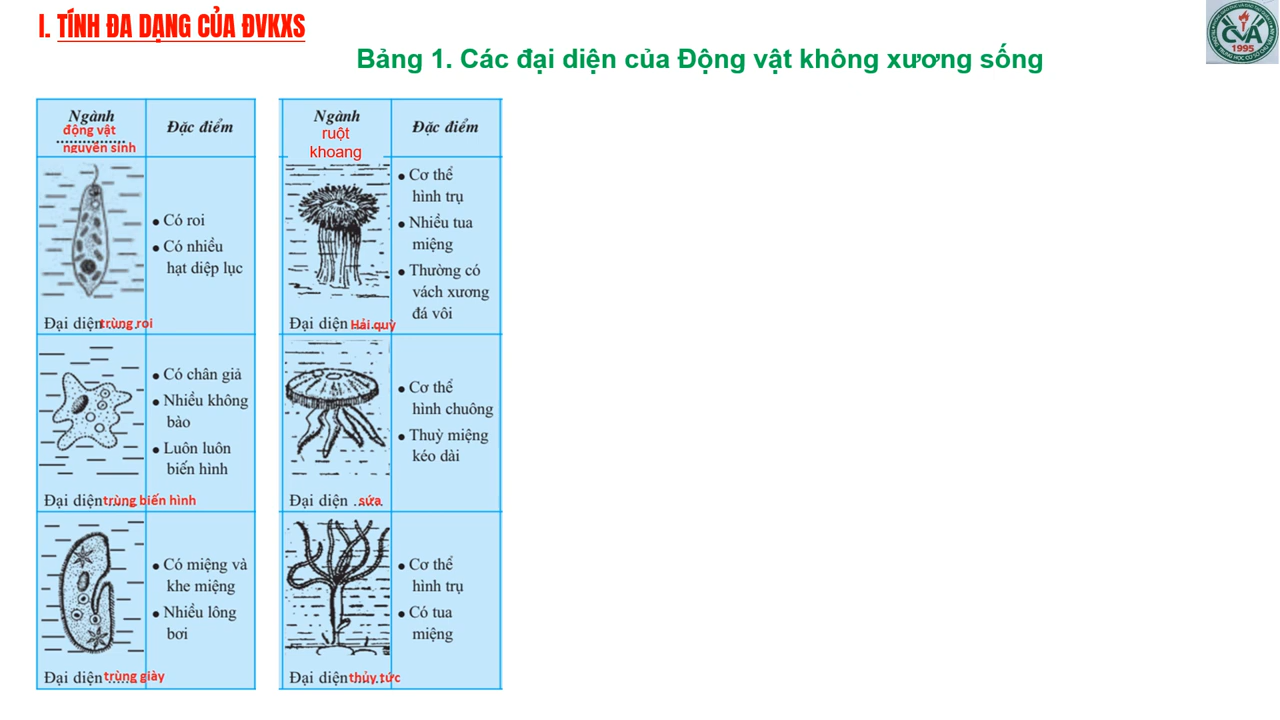 I. TÍNH ĐA DẠNG CỦA ĐVKXS
Bảng 1. Các đại diện của Động vật không xương sống
CVA
1995
Ngành
động vật
nguyên sinh
Đặc điểm
• Có roi
• Có nhiều
hạt diệp lục
Đại diện trùng roi
• Có chân giả
• Nhiều không
bào
• Luôn luôn
biến hình
Đại diện trùng biến hình
• Có miệng và
khe miệng
• Nhiều lông
bơi
Đại diện trùng giày
Ngành
ruột
khoang
Đặc điểm
• Cơ thể
hình trụ
• Nhiều tua
miệng
• Thường có
vách xương
đá vôi
Đại diện Hải quỳ
• Cơ thể
hình chuông
• Thuỳ miệng
kéo dài
Đại diện sứa
• Cơ thể
hình trụ
• Có tua
miệng
Đại diện thủy tức